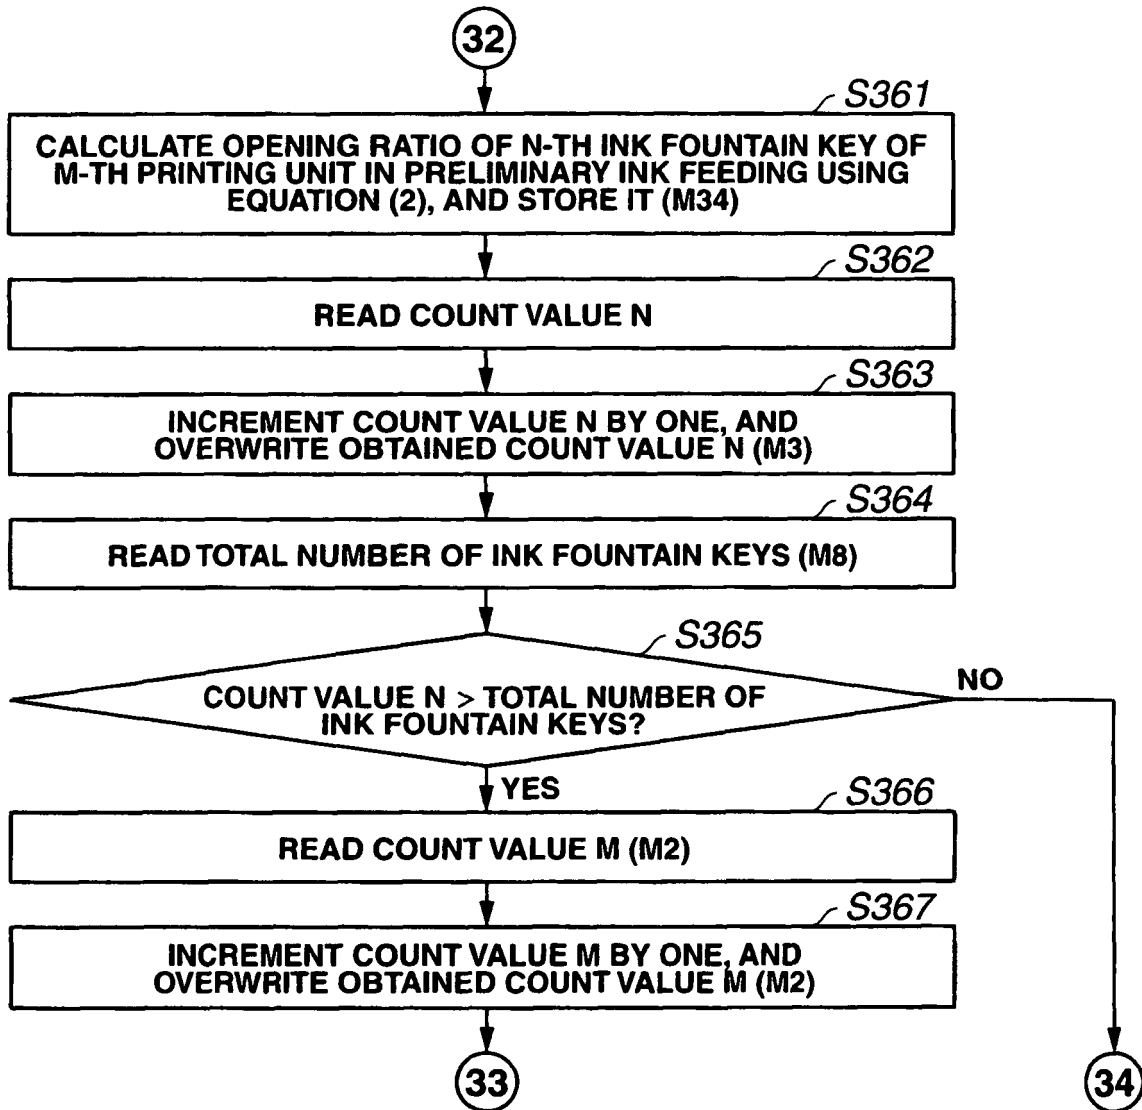 32
S361
CALCULATE OPENING RATIO OF N-TH INK FOUNTAIN KEY OF
M-TH PRINTING UNIT IN PRELIMINARY INK FEEDING USING
EQUATION (2), AND STORE IT (M34)
S362
READ COUNT VALUE N
S363
INCREMENT COUNT VALUE N BY ONE, AND
OVERWRITE OBTAINED COUNT VALUE N (M3)
S364
READ TOTAL NUMBER OF INK FOUNTAIN KEYS (M8)
S365
COUNT VALUE N > TOTAL NUMBER OF
INK FOUNTAIN KEYS?
NO
YES
S366
READ COUNT VALUE M (M2)
S367
INCREMENT COUNT VALUE M BY ONE, AND
OVERWRITE OBTAINED COUNT VALUE M (M2)
33
34